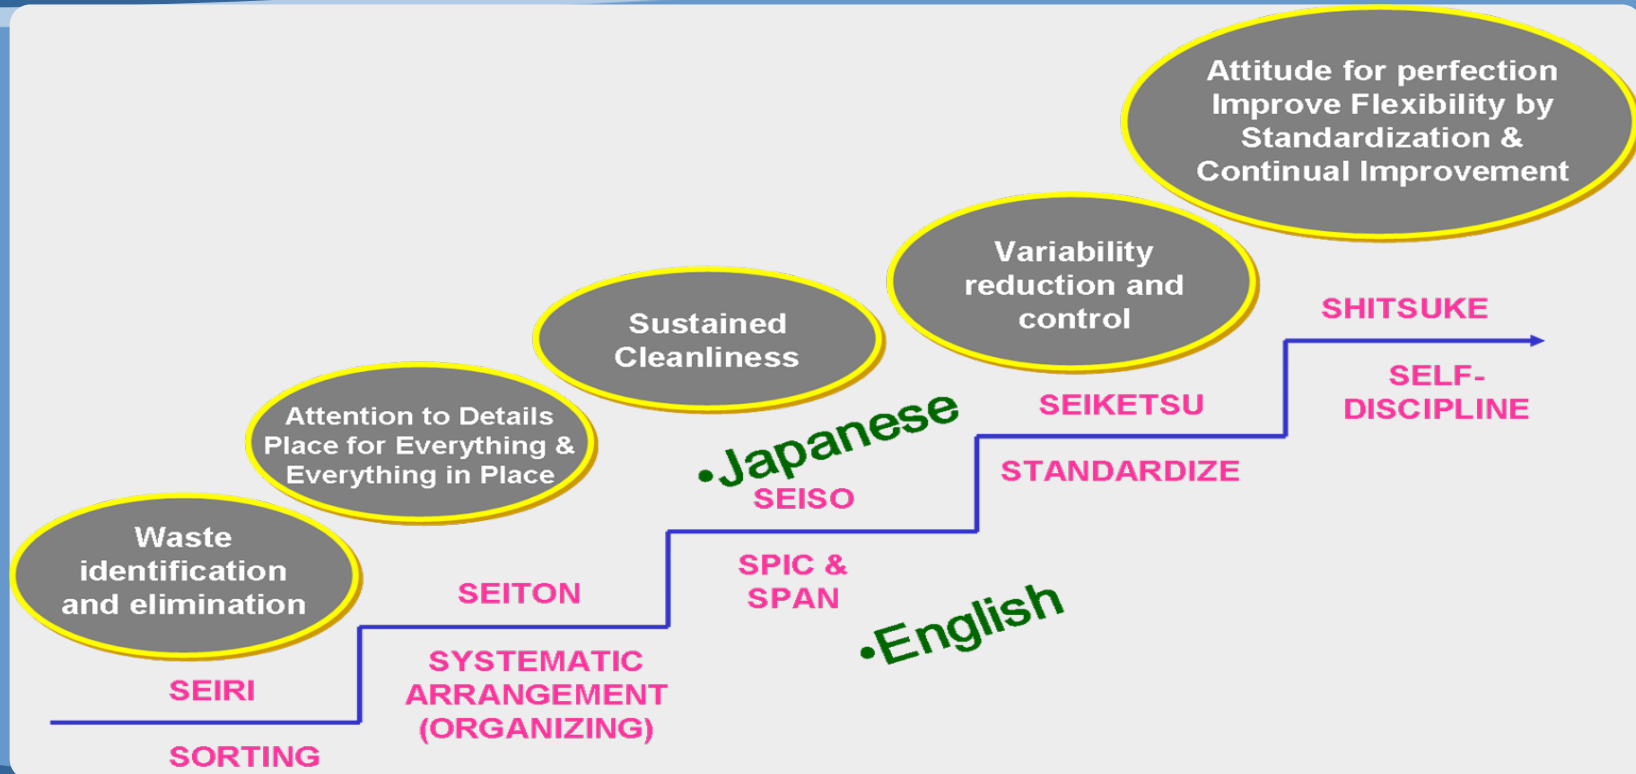 Attitude for perfection
Improve Flexibility by
Standardization &
Continual Improvement
Variability
reduction and
control
Sustained
Cleanliness
Attention to Details
Place for Everything &
Everything in Place
Waste
identification
and elimination
SHITSUKE
SELF-
DISCIPLINE
SEIKETSU
STANDARDIZE
•Japanese
SEISO
SPIC &
SPAN
•English
SEITON
SYSTEMATIC
ARRANGEMENT
(ORGANIZING)
SEIRI
SORTING